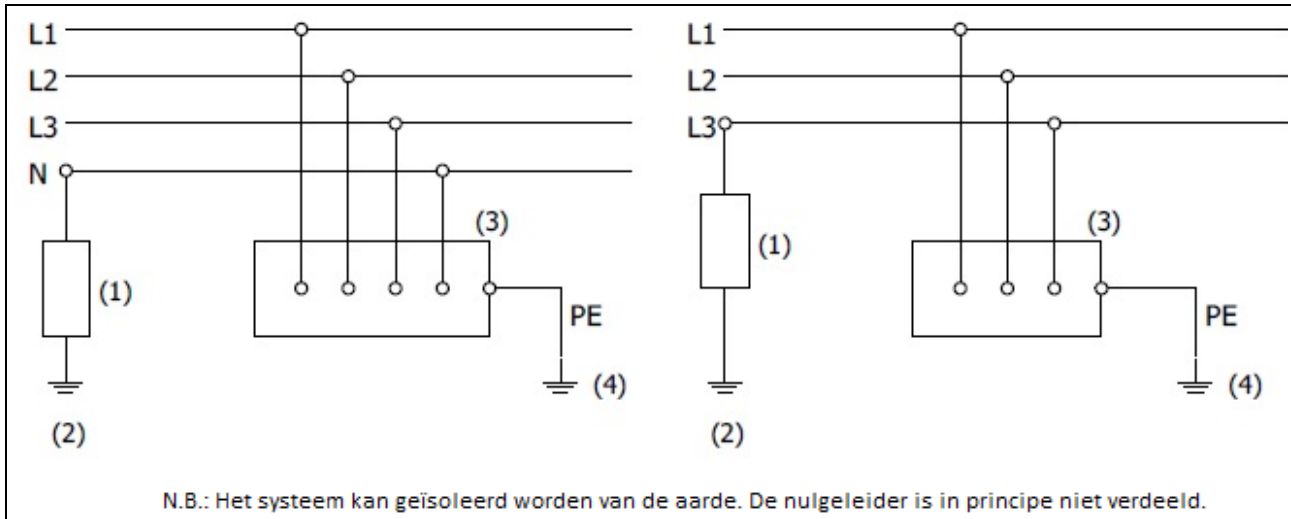 L1
L2
L3
N
(1)
(2)
(3)
PE
(4)
L1
L2
L3
(1)
(2)
(3)
PE
(4)
N.B.: Het systeem kan geïsoleerd worden van de aarde. De nulgeleider is in principe niet verdeeld.